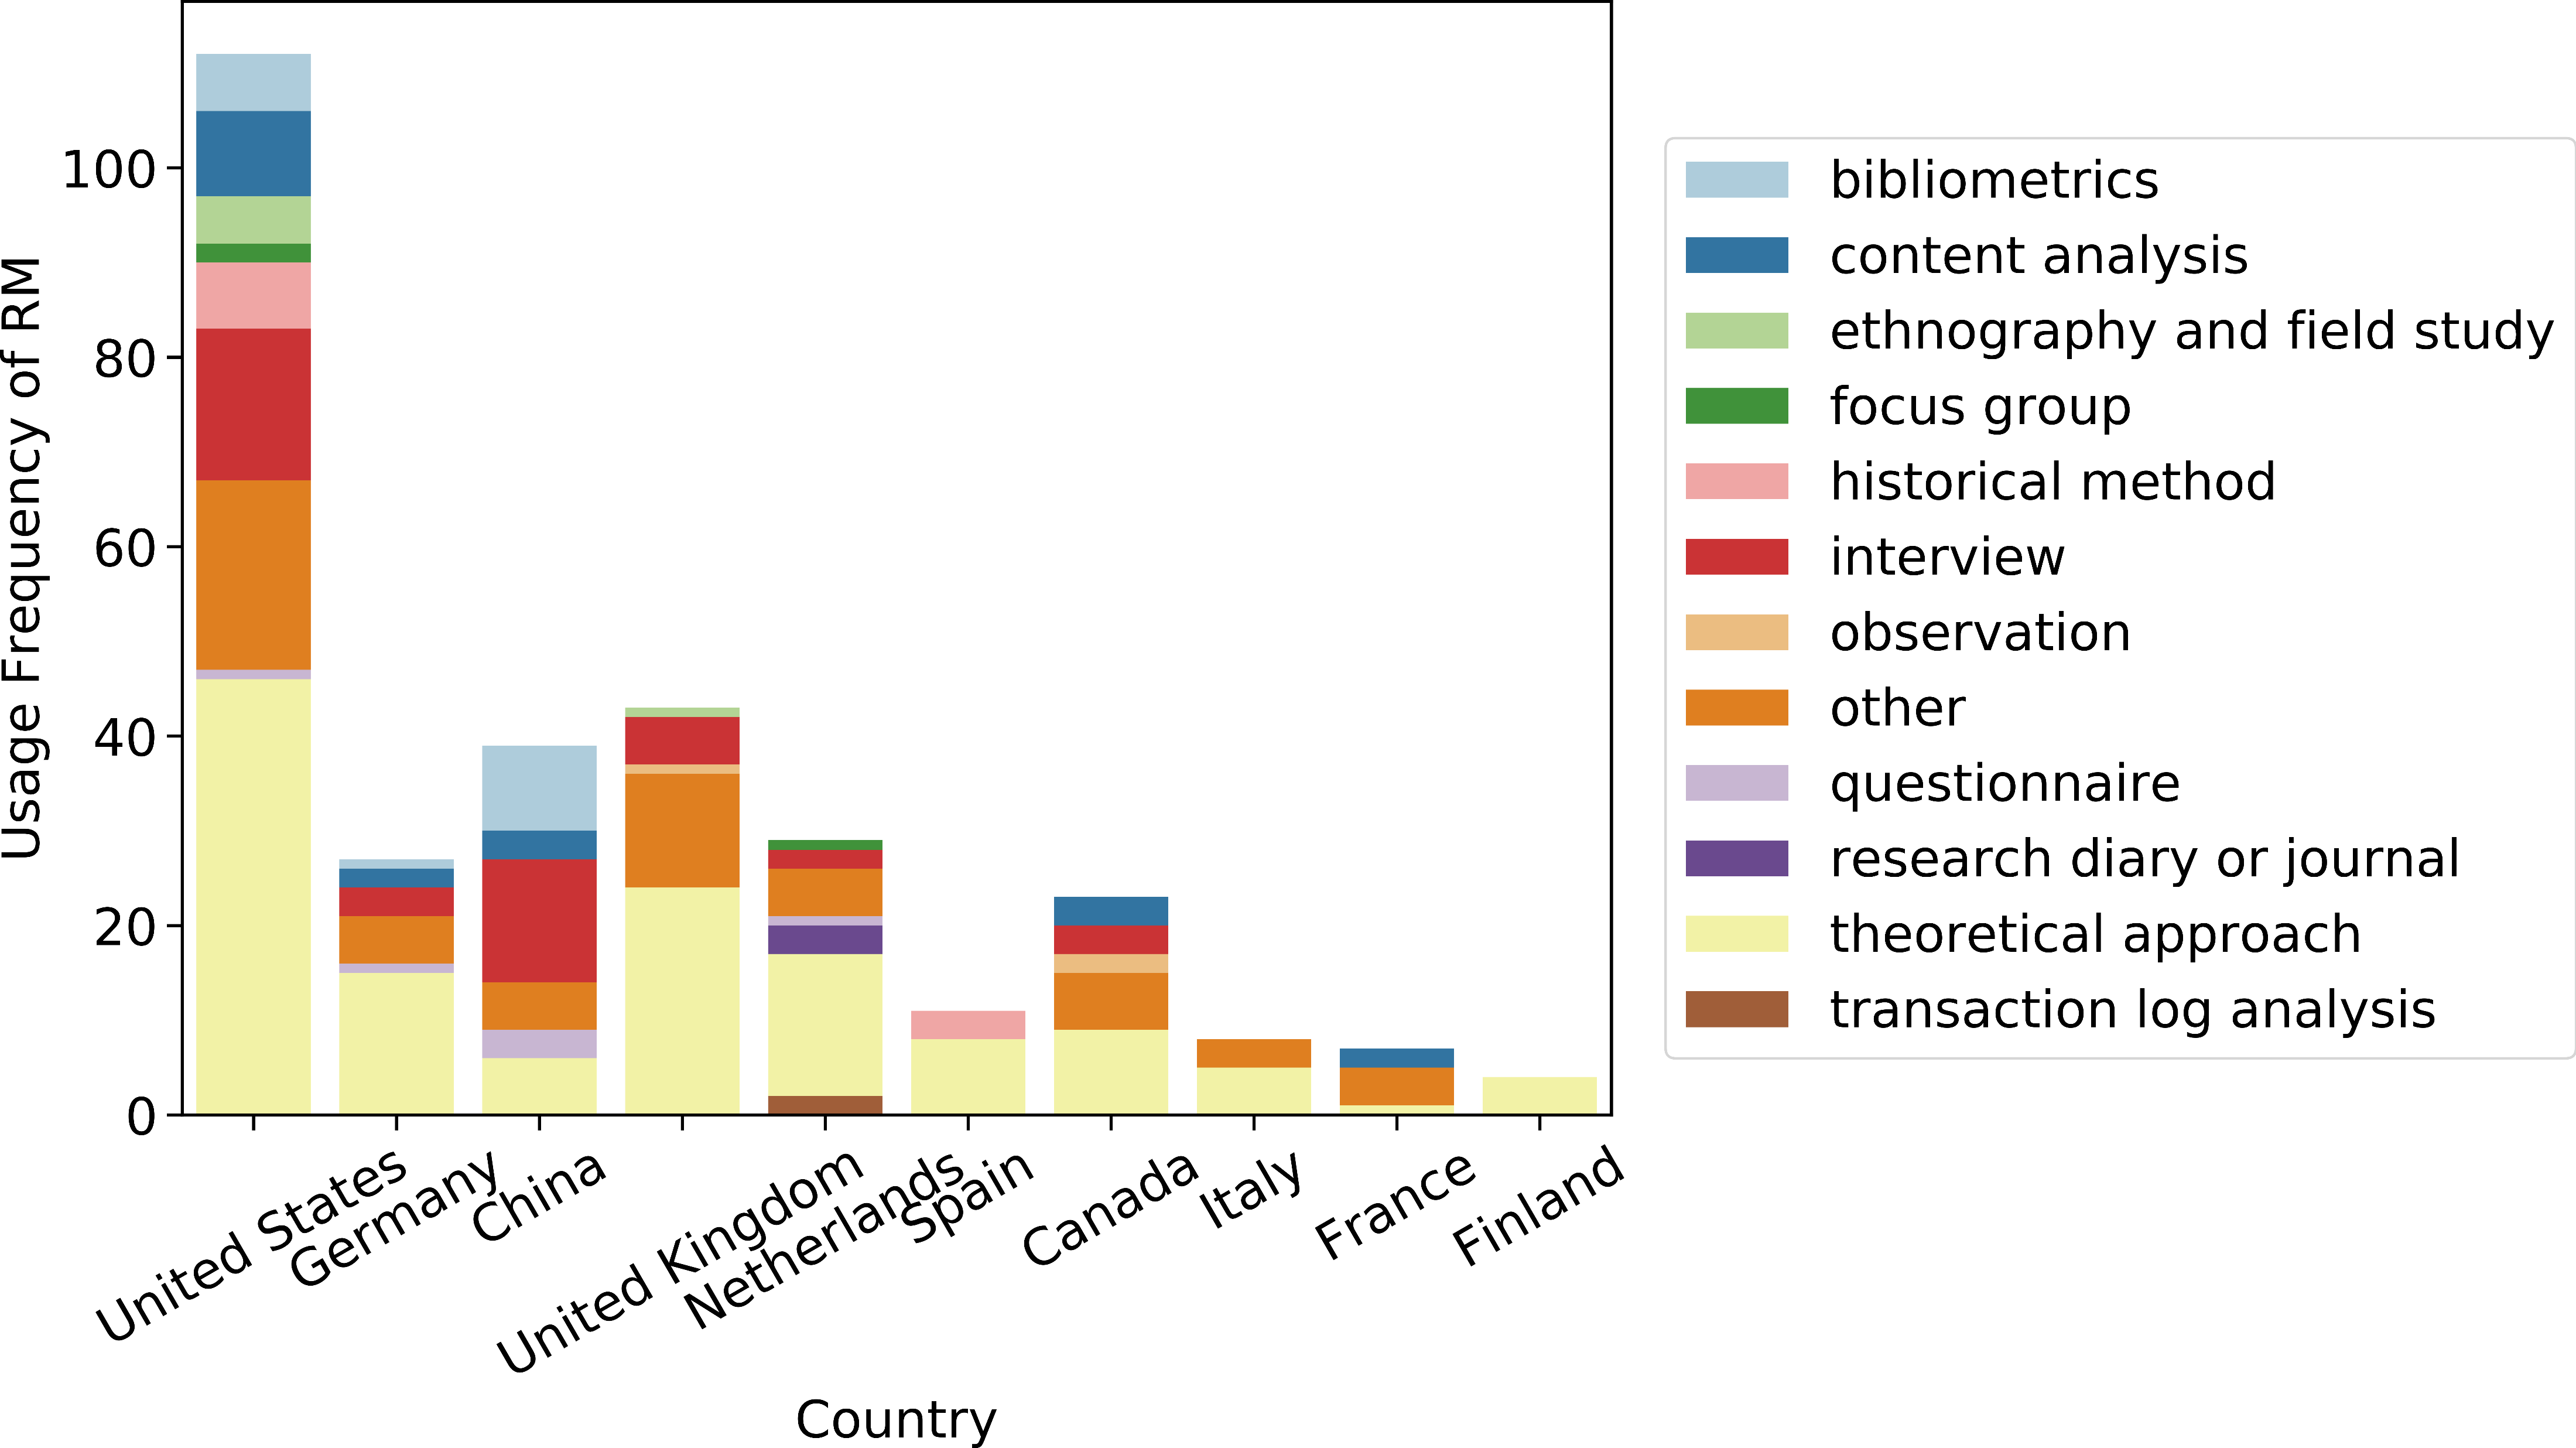 Usage Frequency of RM
100
80
60
40
20
0
United States
Germany
China
United Kingdom
Netherlands
Spain
Canada
Italy
France
Finland
Country
bibliometrics
content analysis
ethnography and field study
focus group
historical method
interview
observation
other
questionnaire
research diary or journal
theoretical approach
transaction log analysis